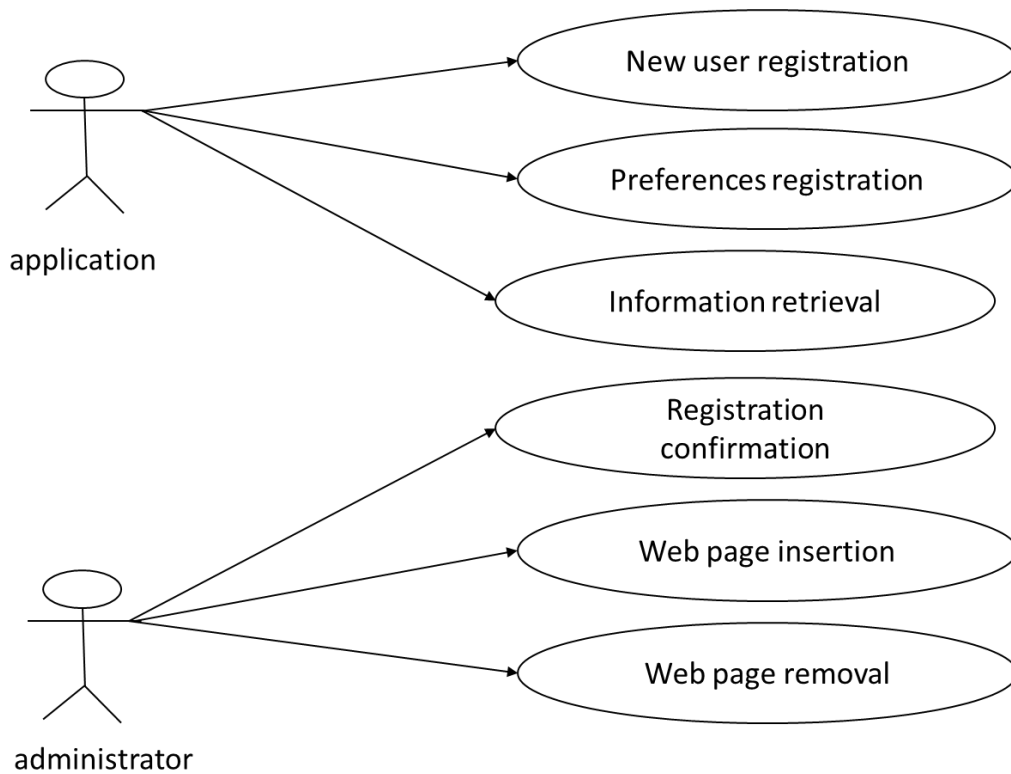 New user registration
Preferences registration
application
Information retrieval
Registration
confirmation
Web page insertion
Web page removal
administrator